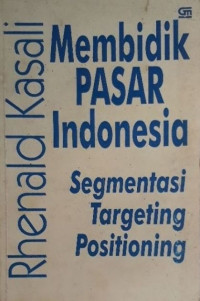 Rhenald Kasali
Membidik
PASAR
Indonesia
Segmentasi
Targeting
Positioning